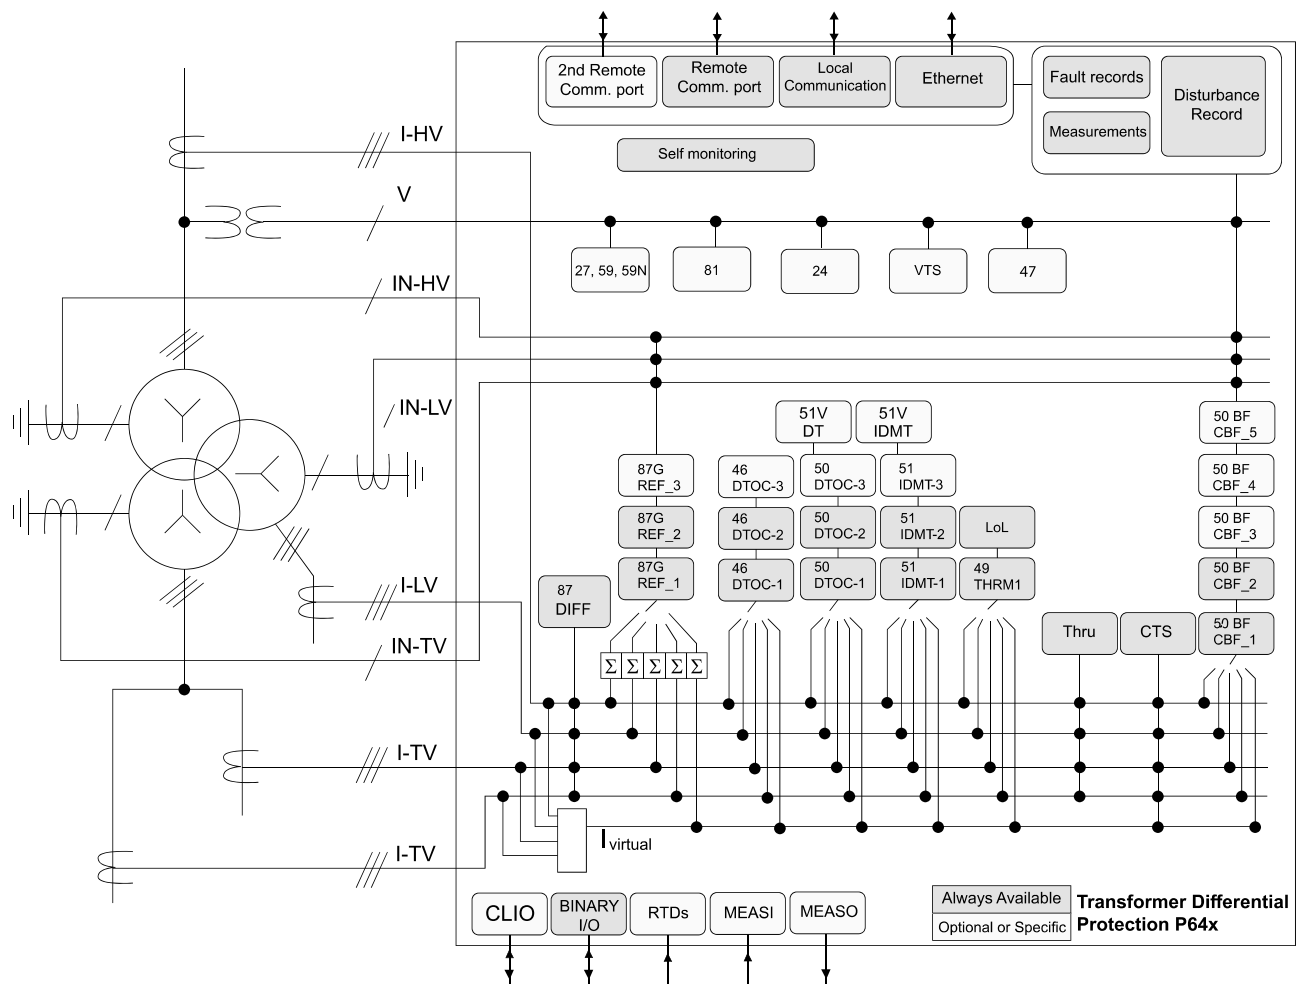 2nd Remote
Comm. port
Remote
Comm. port
Local
Communication
Ethernet
Fault records
Measurements
Disturbance
Record
Self monitoring
I-HV
V
27, 59, 59N
81
24
VTS
47
IN-HV
IN-LV
51V
DT
51V
IDMT
50 BF
CBF_5
87G
REF_3
46
DTOC-3
50
DTOC-3
51
IDMT-3
50 BF
CBF_4
87G
REF_2
46
DTOC-2
50
DTOC-2
51
IDMT-2
LoL
50 BF
CBF_3
87G
REF_1
46
DTOC-1
50
DTOC-1
51
IDMT-1
49
THRM1
50 BF
CBF_2
I-LV
87
DIFF
Thru
CTS
50 BF
CBF_1
IN-TV
Σ Σ Σ Σ Σ
I-TV
I virtual
I-TV
CLIO
BINARY
I/O
RTDs
MEASI
MEASO
Always Available
Optional or Specific
Transformer Differential
Protection P64x